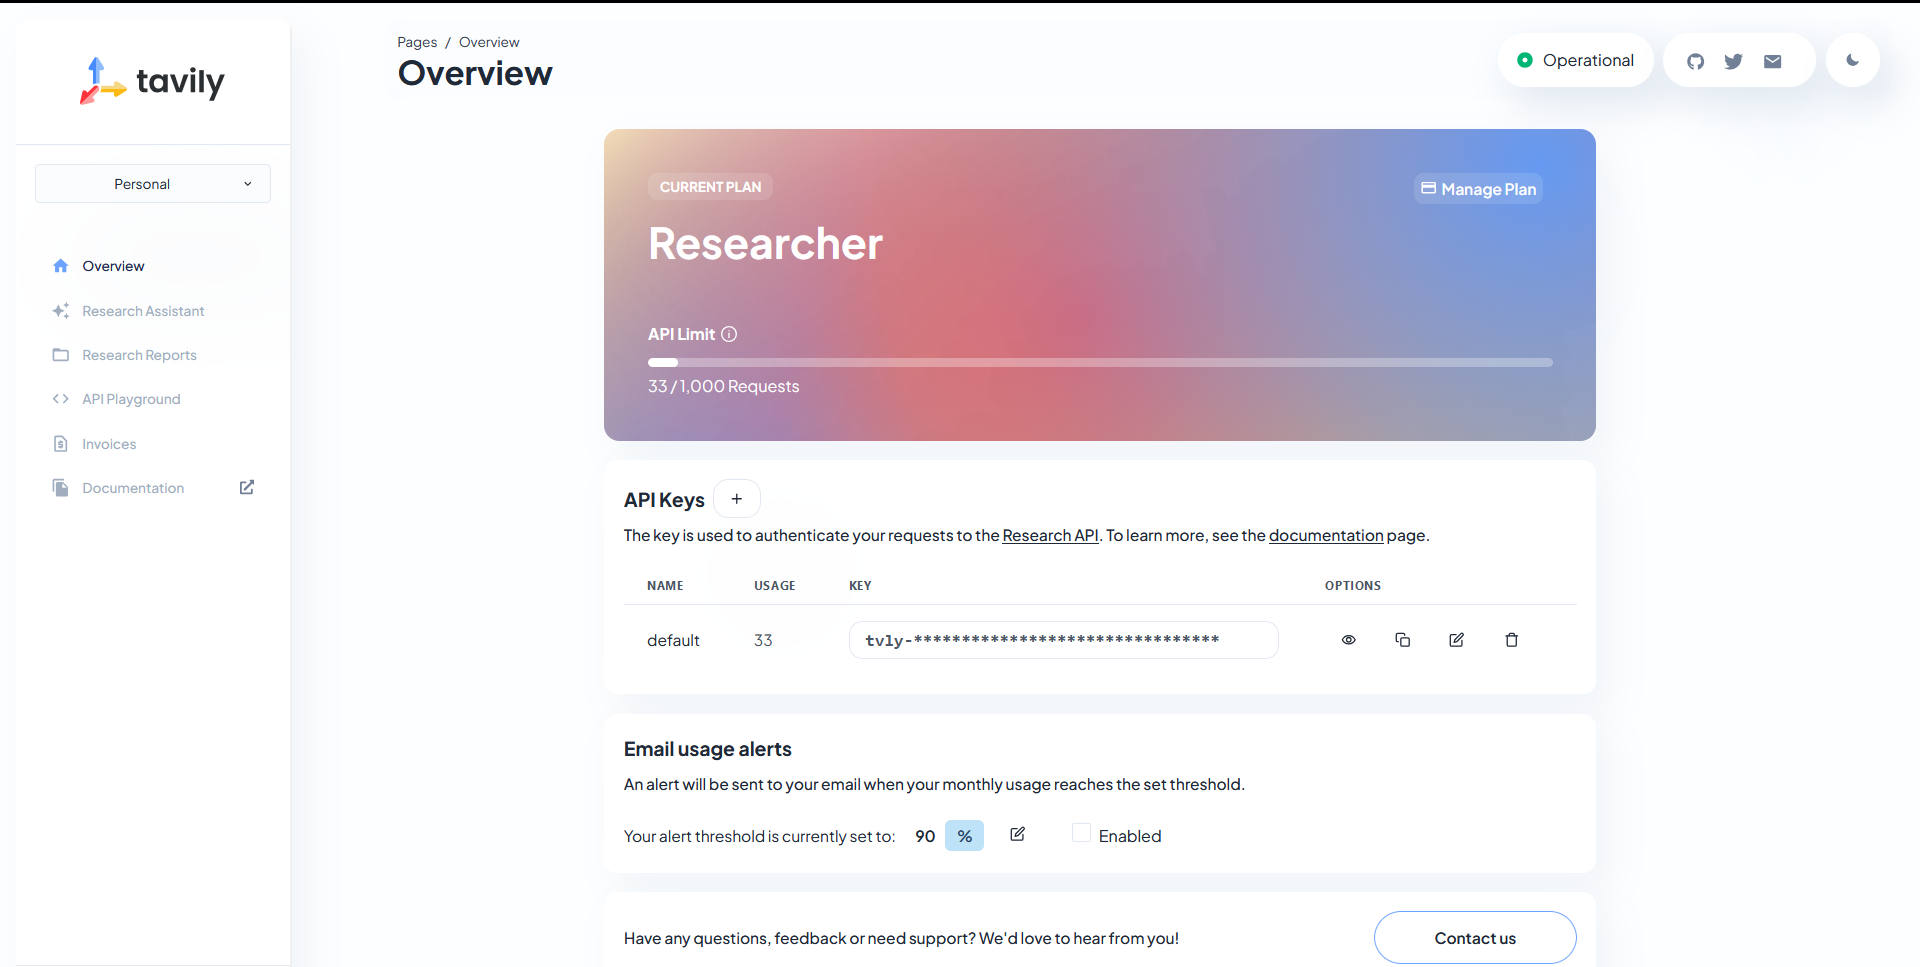 tavily
Personal
Overview
Research Assistant
Research Reports
API Playground
Invoices
Documentation
Pages / Overview
Overview
Operational
CURRENT PLAN
Manage Plan
Researcher
API Limit
33 / 1,000 Requests
API Keys +
The key is used to authenticate your requests to the Research API. To learn more, see the documentation page.
NAME USAGE KEY OPTIONS
default 33 tvly-********************************
Email usage alerts
An alert will be sent to your email when your monthly usage reaches the set threshold.
Your alert threshold is currently set to: 90 % Enabled
Have any questions, feedback or need support? We'd love to hear from you!
Contact us